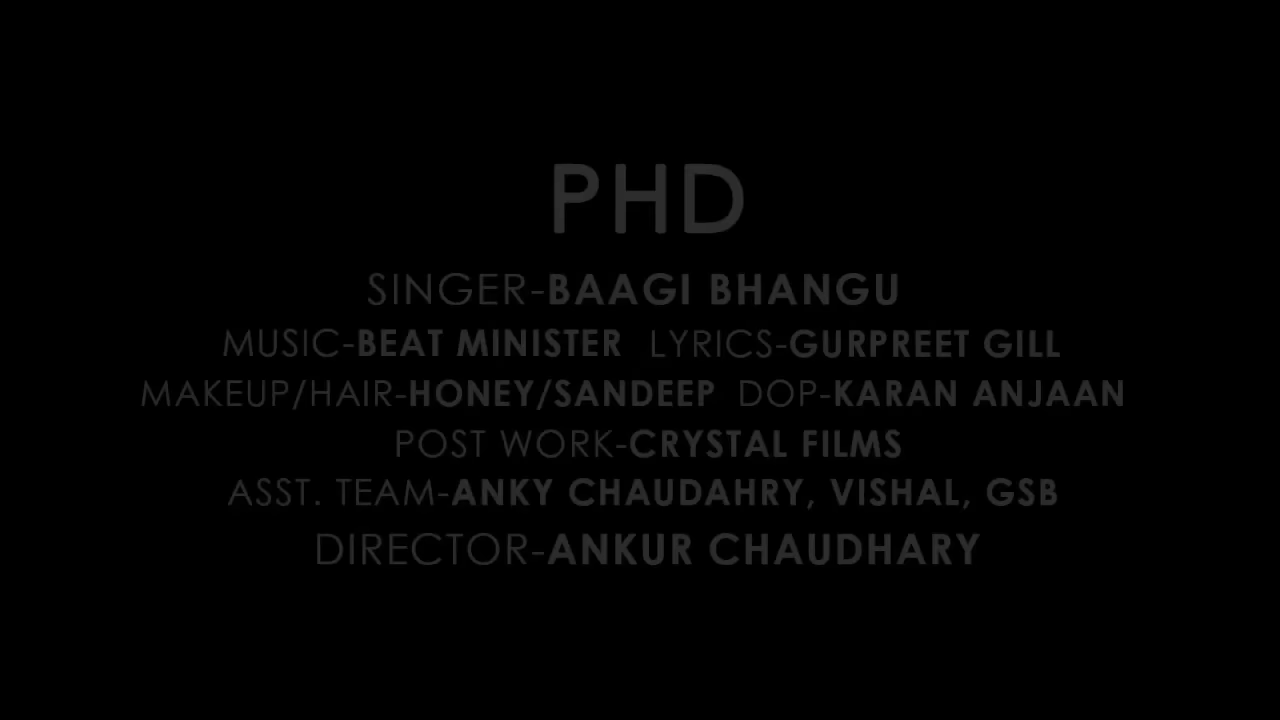 PHD
SINGER-BAAGI BHANGU
MUSIC-BEAT MINISTER LYRICS-GURPREET GILL
MAKEUP/HAIR-HONEY/SANDEEP DOP-KARAN ANJAAN
POST WORK-CRYSTAL FILMS
ASST. TEAM-ANKY CHAUDAHRY, VISHAL, GSB
DIRECTOR-ANKUR CHAUDHARY